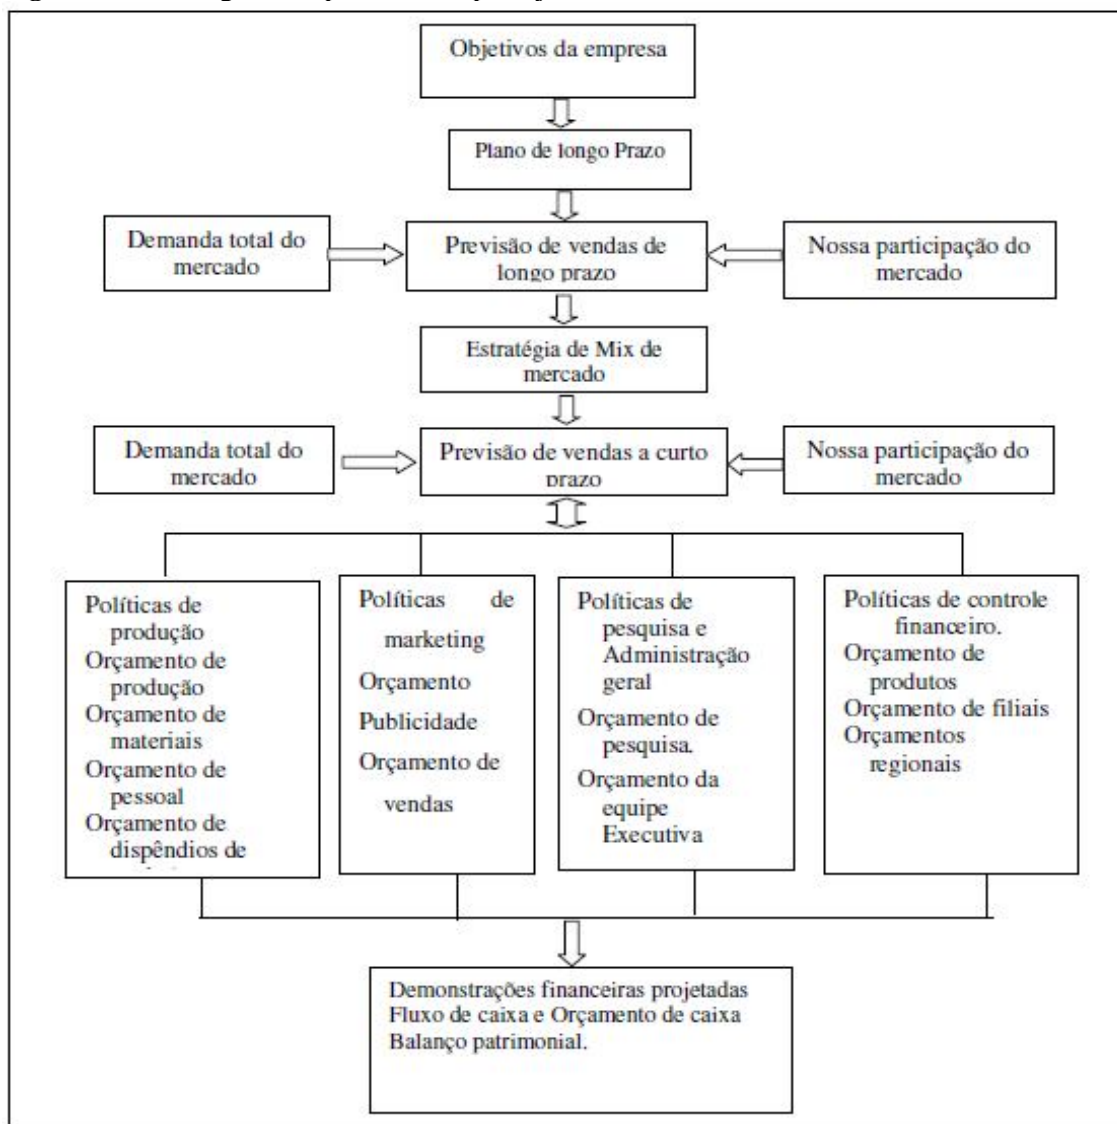 Objetivos da empresa
Plano de longo Prazo
Demanda total do
mercado
Previsão de vendas de
longo prazo
Nossa participação do
mercado
Estratégia de Mix de
mercado
Demanda total do
mercado
Previsão de vendas a curto
prazo
Nossa participação do
mercado
Políticas de
produção
Orçamento de
produção
Orçamento de
materiais
Orçamento de
pessoal
Orçamento de
dispêndios de
Políticas de
marketing
Orçamento
Publicidade
Orçamento de
vendas
Políticas de
pesquisa e
Administração
geral
Orçamento de
pesquisa.
Orçamento da
equipe
Executiva
Políticas de controle
financeiro.
Orçamento de
produtos
Orçamento de filiais
Orçamentos
regionais
Demonstrações financeiras projetadas
Fluxo de caixa e Orçamento de caixa
Balanço patrimonial.